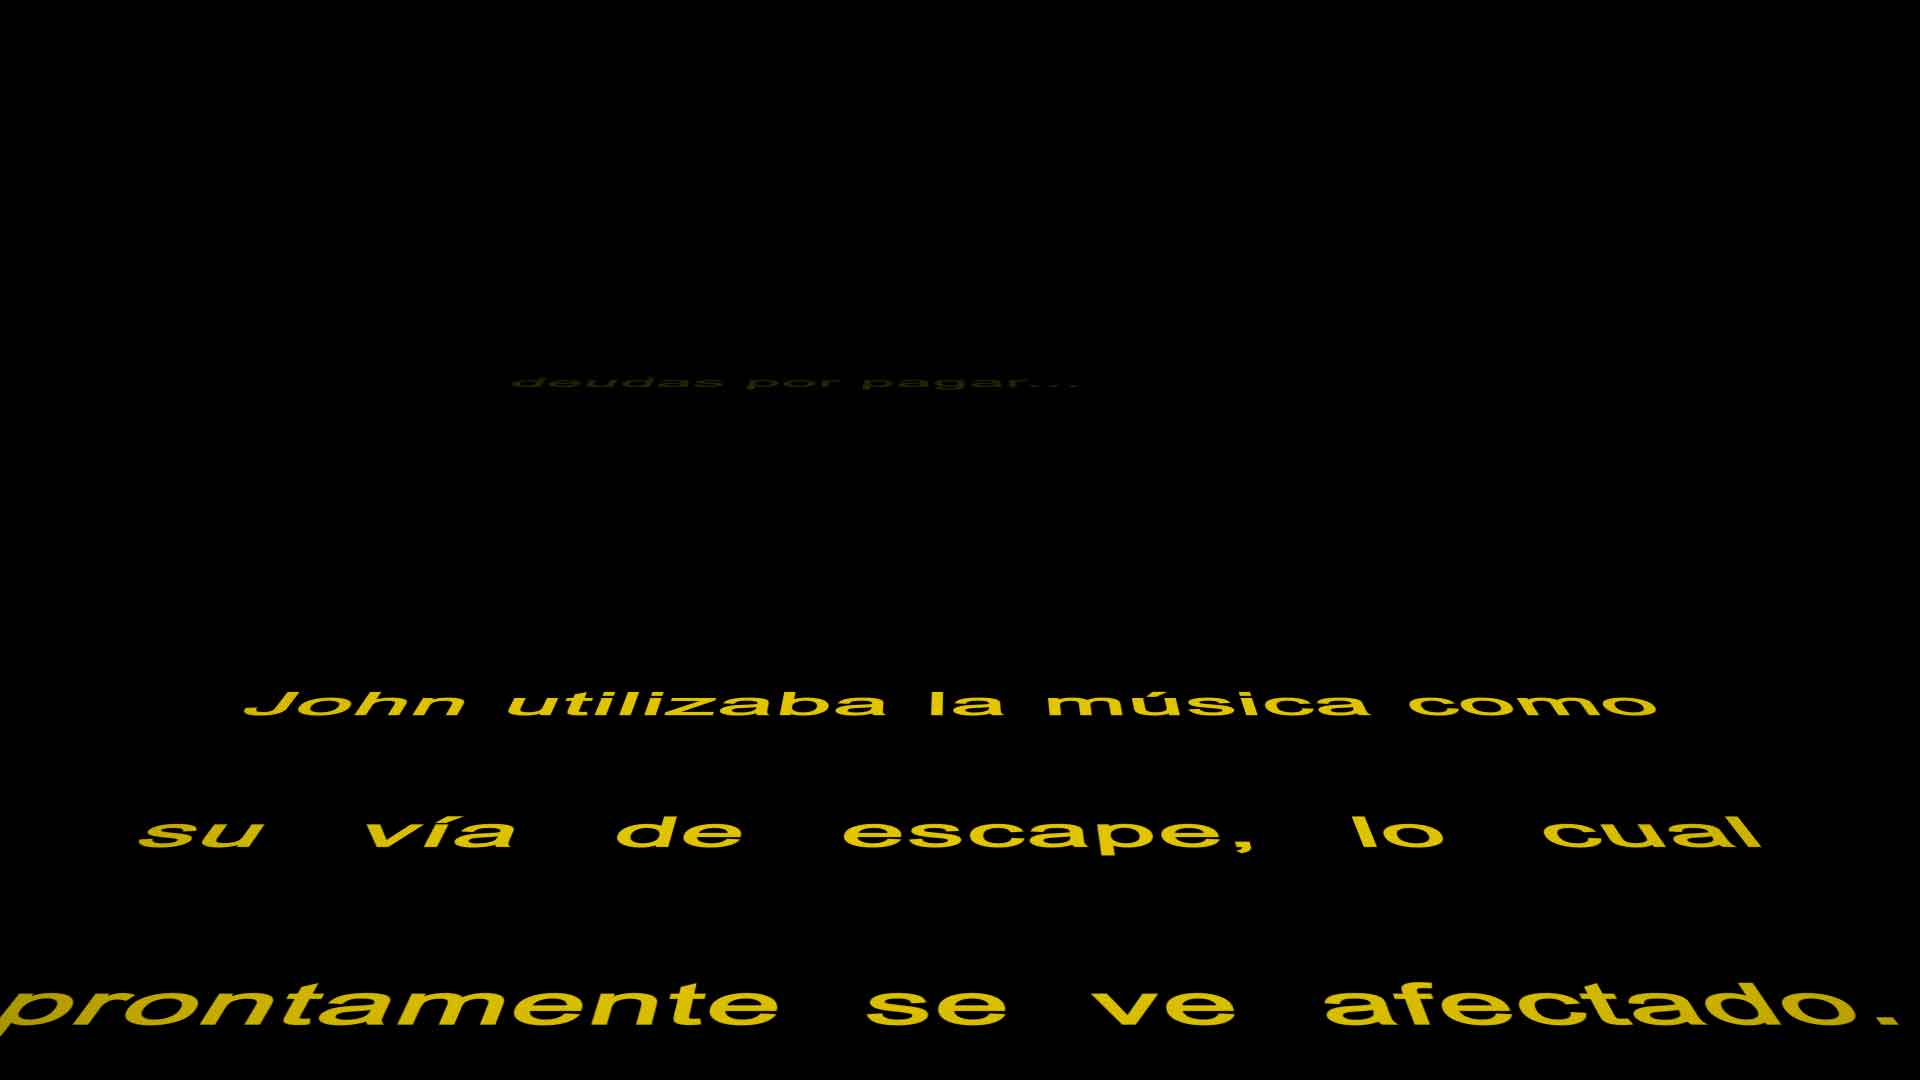 deudas por pagar...
John utilizaba la música como
su vía de escape, lo cual
prontamente se ve afectado.